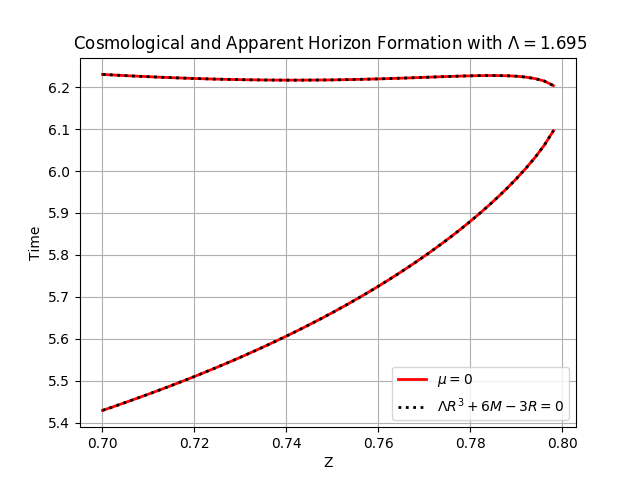 Cosmological and Apparent Horizon Formation with Λ = 1.695
Time
6.2
6.1
6.0
5.9
5.8
5.7
5.6
5.5
5.4
μ = 0
ΛR³ + 6M − 3R = 0
0.70 0.72 0.74 0.76 0.78 0.80
Z